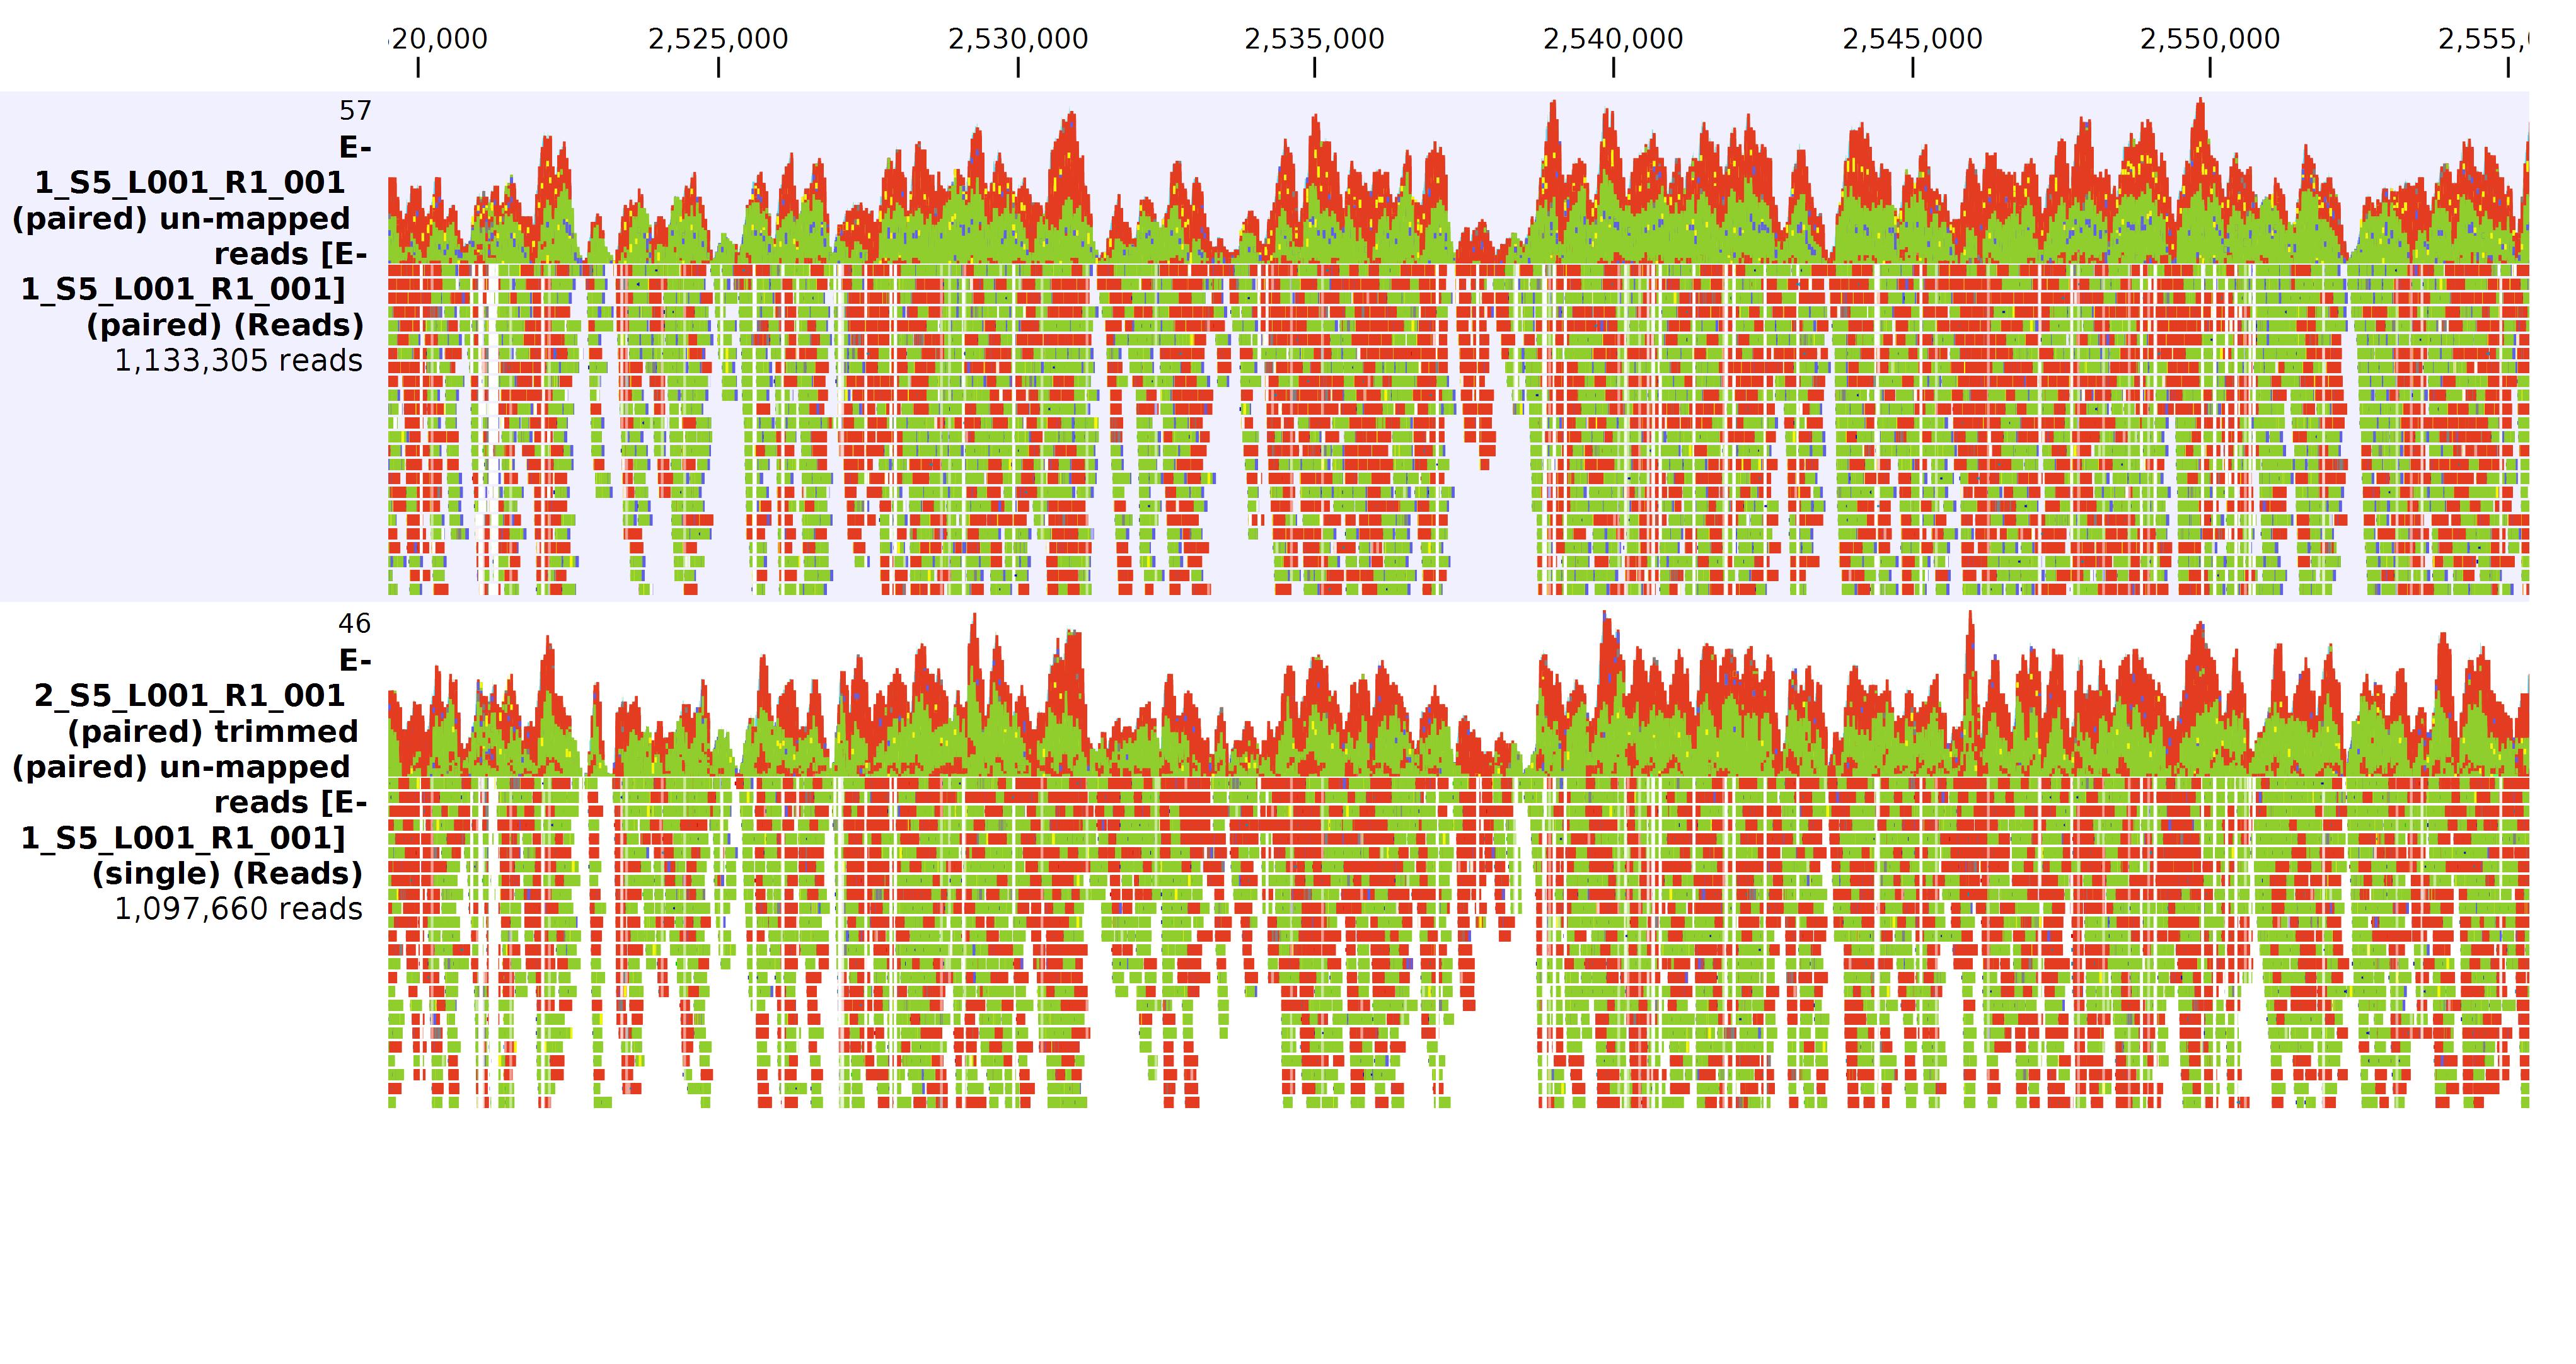 20,000 2,525,000 2,530,000 2,535,000 2,540,000 2,545,000 2,550,000 2,555,0
57
E-
1_S5_L001_R1_001
(paired) un-mapped
reads [E-
1_S5_L001_R1_001]
(paired) (Reads)
1,133,305 reads
46
E-
2_S5_L001_R1_001
(paired) trimmed
(paired) un-mapped
reads [E-
1_S5_L001_R1_001]
(single) (Reads)
1,097,660 reads